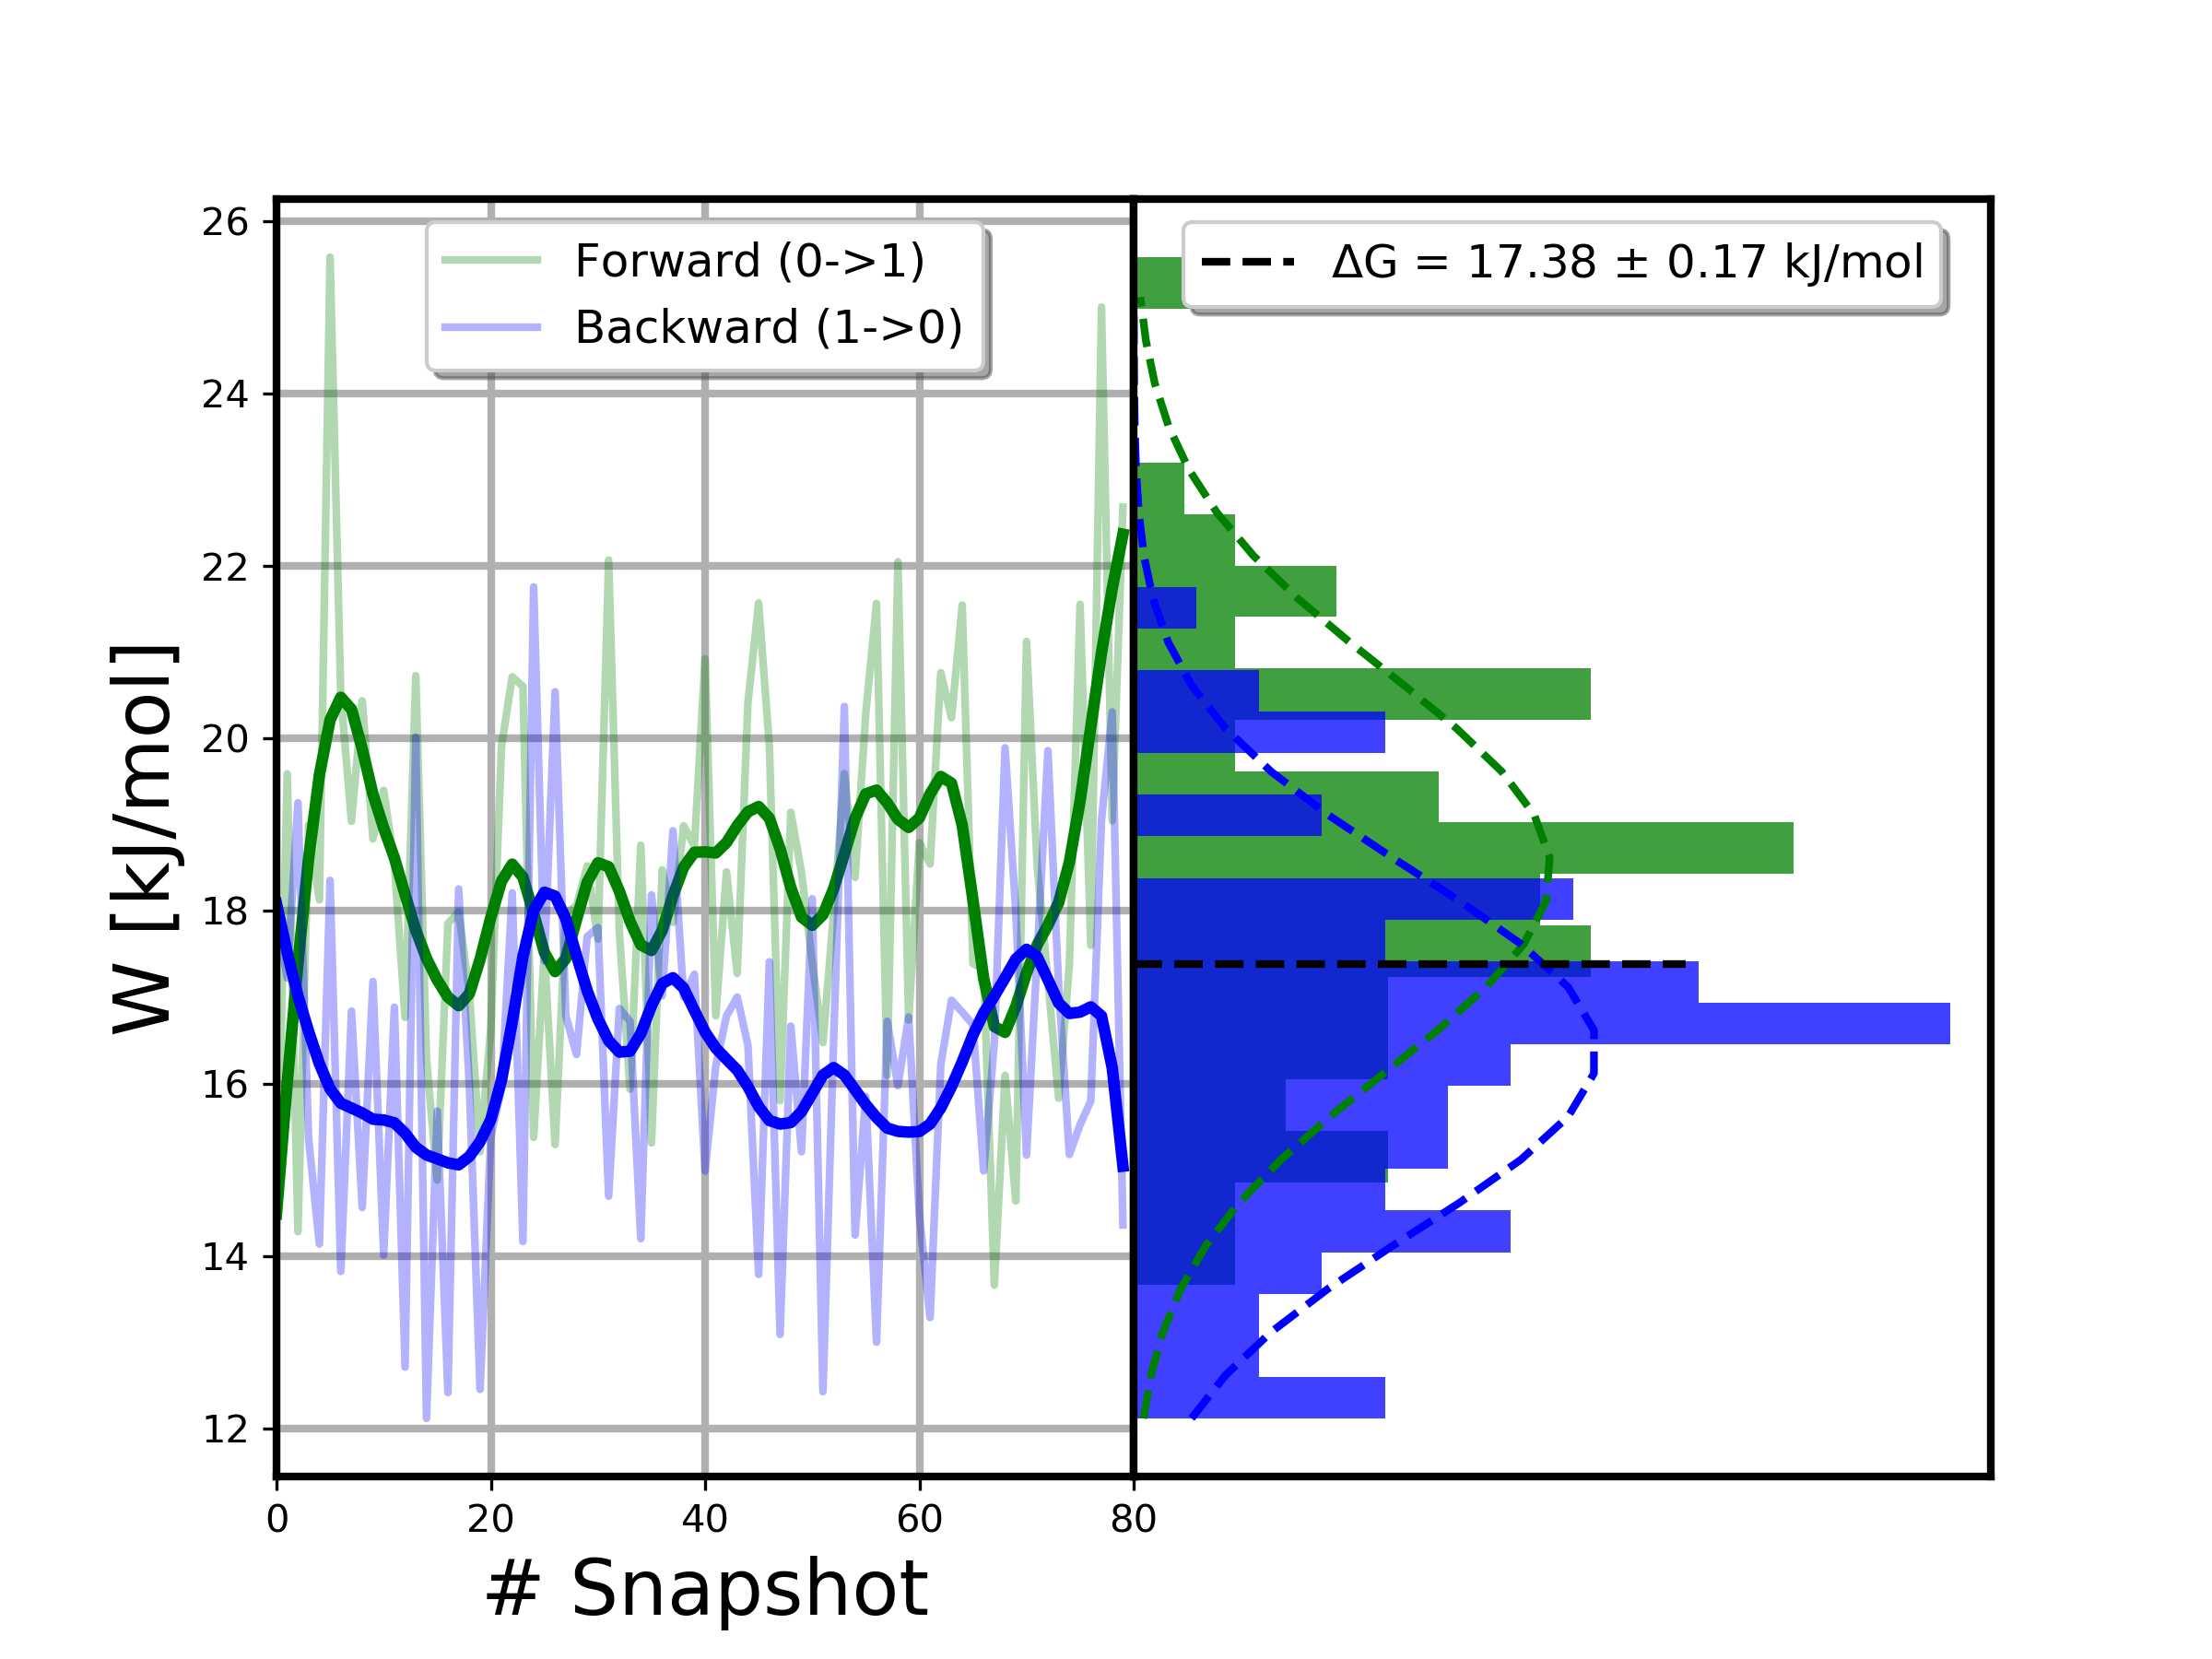 26
24
22
20
18
16
14
12
W [kJ/mol]
Forward (0->1)
Backward (1->0)
ΔG = 17.38 ± 0.17 kJ/mol
0 20 40 60 80
# Snapshot